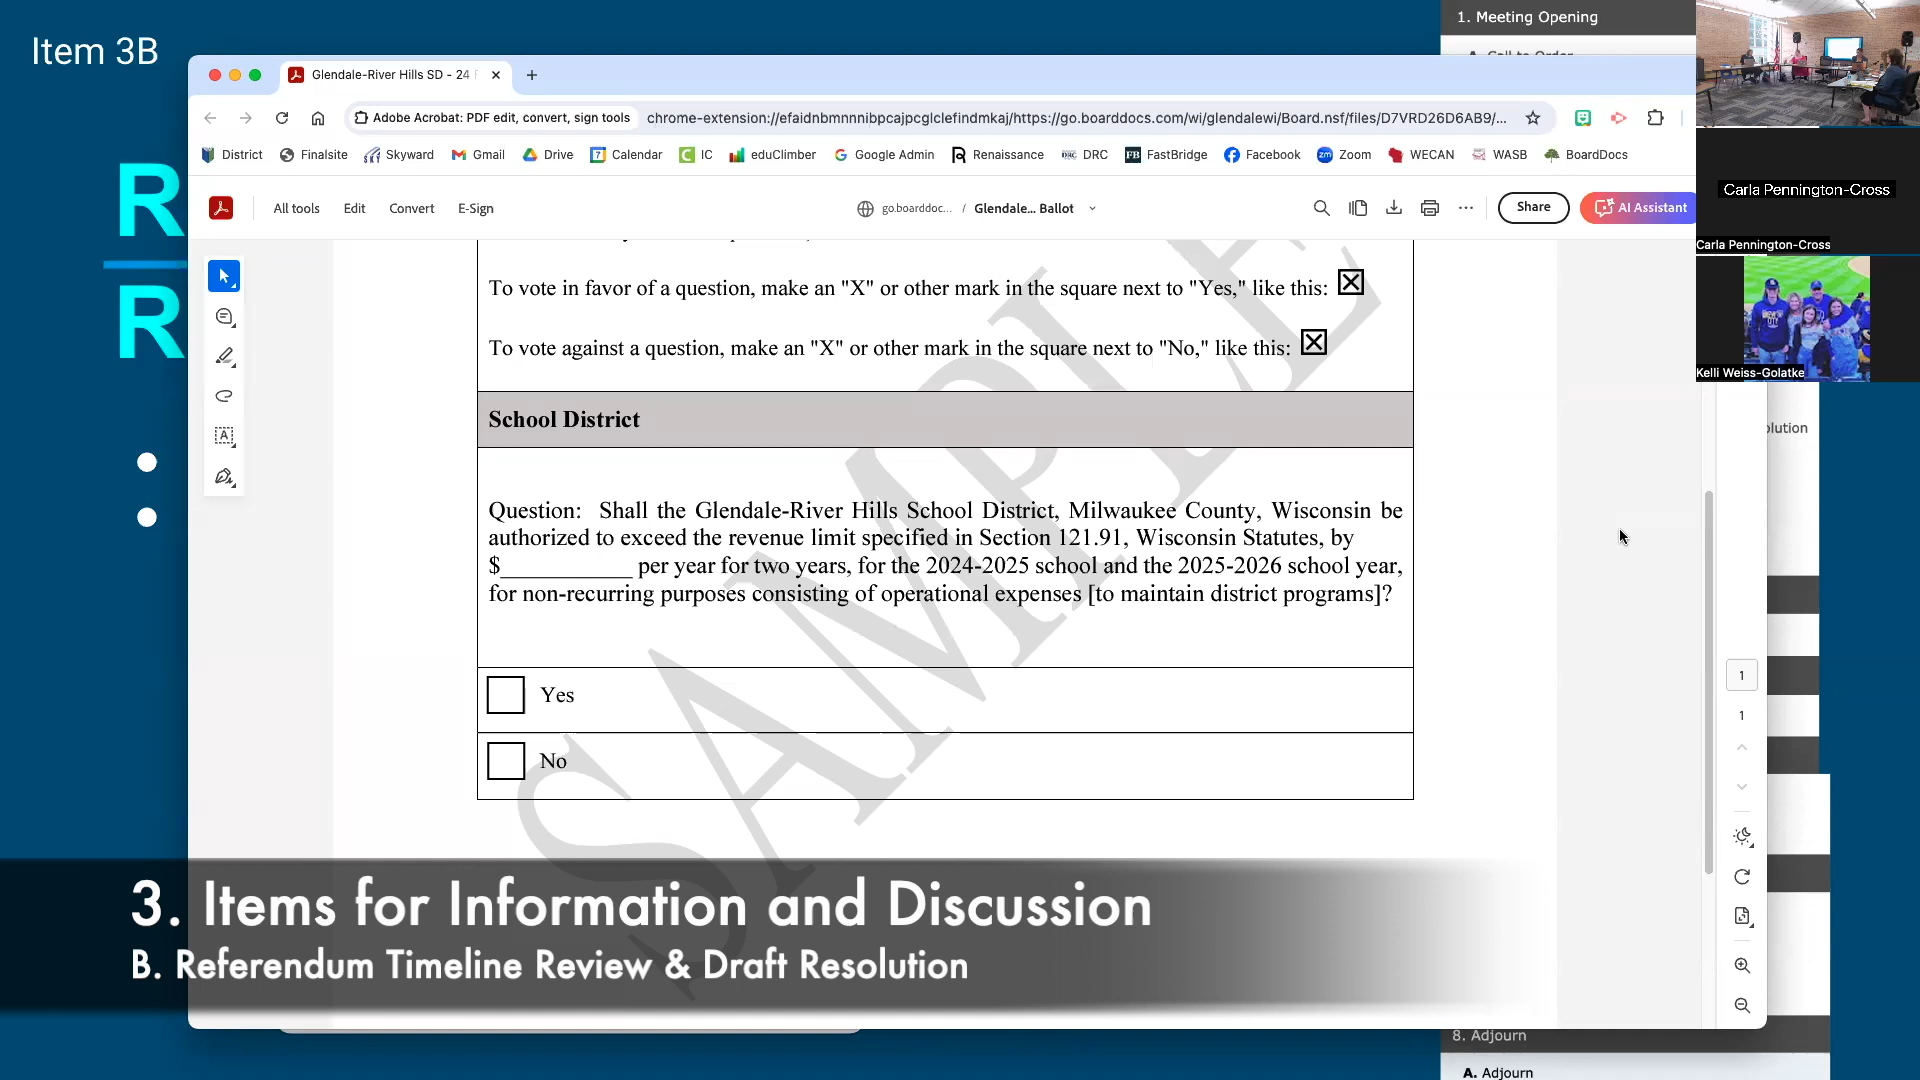 Item 3B
1. Meeting Opening
Glendale-River Hills SD - 24
Adobe Acrobat: PDF edit, convert, sign tools
chrome-extension://efaidnbmnnnibpcajpcglclefindmkaj/https://go.boarddocs.com/wi/glendalewi/Board.nsf/files/D7VRD26D6AB9/...
District Finalsite Skyward Gmail Drive Calendar IC eduClimber Google Admin Renaissance DRC FastBridge Facebook Zoom WECAN WASB BoardDocs
All tools Edit Convert E-Sign
go.boarddoc... / Glendale... Ballot
Share
AI Assistant
Carla Pennington-Cross
Carla Pennington-Cross
Kelli Weiss-Golatke
R
R
To vote in favor of a question, make an "X" or other mark in the square next to "Yes," like this:
To vote against a question, make an "X" or other mark in the square next to "No," like this:
School District
Question: Shall the Glendale-River Hills School District, Milwaukee County, Wisconsin be
authorized to exceed the revenue limit specified in Section 121.91, Wisconsin Statutes, by
$___________ per year for two years, for the 2024-2025 school and the 2025-2026 school year,
for non-recurring purposes consisting of operational expenses [to maintain district programs]?
Yes
No
SAMPLE
1
1
3. Items for Information and Discussion
B. Referendum Timeline Review & Draft Resolution
8. Adjourn
A. Adjourn